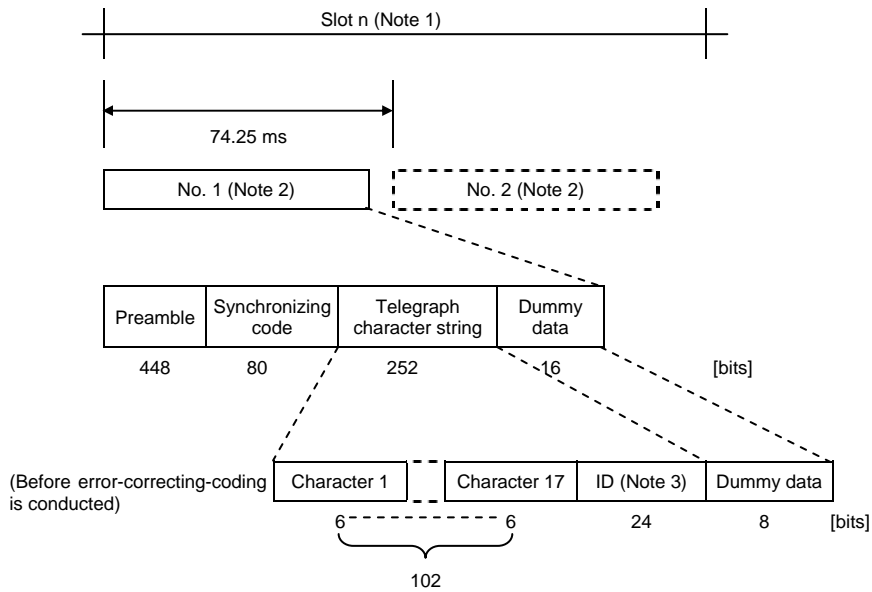 Slot n (Note 1)
74.25 ms
No. 1 (Note 2)
No. 2 (Note 2)
Preamble
Synchronizing
code
Telegraph
character string
Dummy
data
448
80
252
16
[bits]
(Before error-correcting-coding
is conducted)
Character 1
Character 17
ID (Note 3)
Dummy data
6
6
24
8
[bits]
102